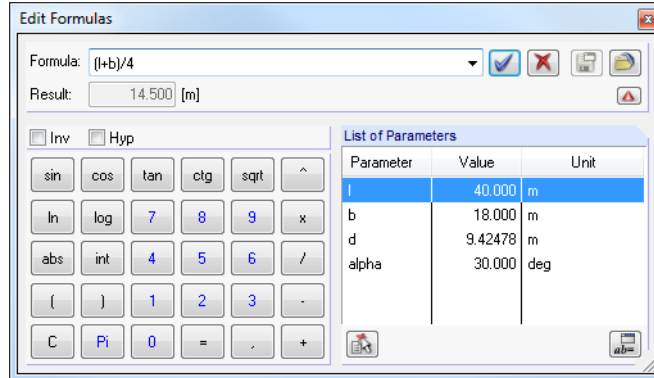 Edit Formulas
Formula: (l+b)/4
Result: 14.500 [m]
Inv Hyp
sin cos tan ctg sqrt ^
ln log 7 8 9 x
abs int 4 5 6 /
( ) 1 2 3 -
C Pi 0 = , +
List of Parameters
Parameter Value Unit
l 40.000 m
b 18.000 m
d 9.42478 m
alpha 30.000 deg
ab=